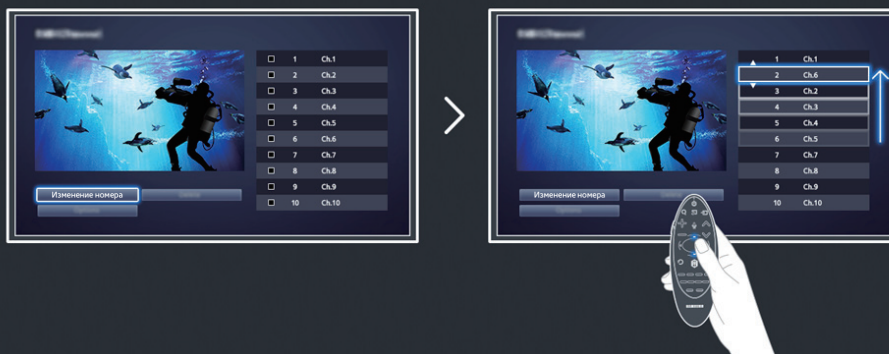 1 Ch.1
2 Ch.2
3 Ch.3
4 Ch.4
5 Ch.5
6 Ch.6
7 Ch.7
8 Ch.8
9 Ch.9
10 Ch.10
Изменение номера
1 Ch.1
2 Ch.6
3 Ch.2
4 Ch.3
5 Ch.4
6 Ch.5
7 Ch.7
8 Ch.8
9 Ch.9
10 Ch.10
Изменение номера